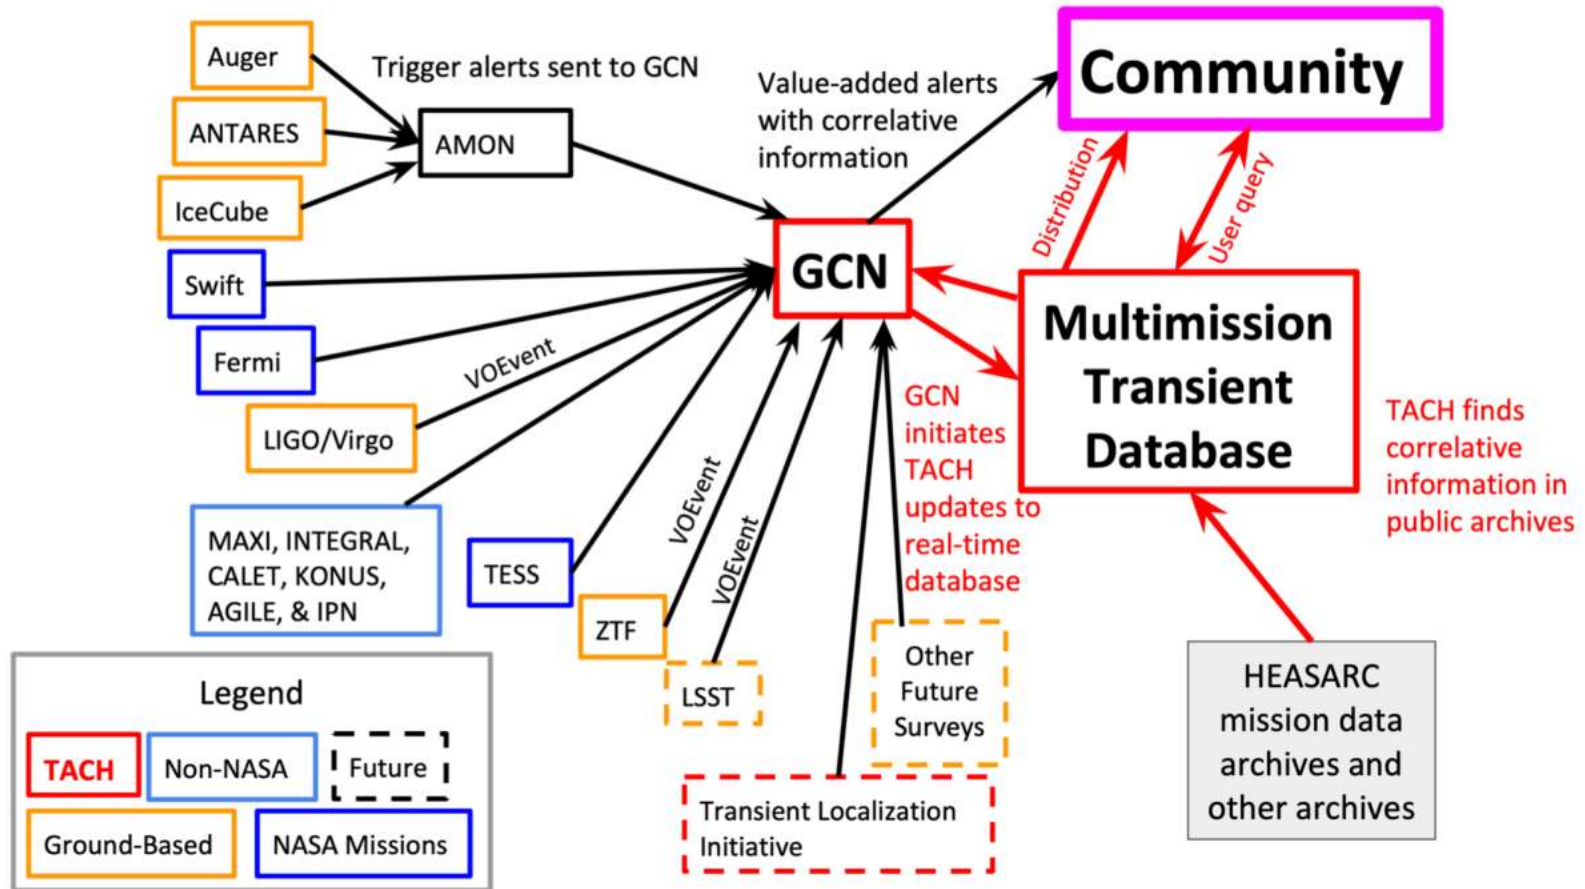 Auger
Trigger alerts sent to GCN
ANTARES
AMON
IceCube
Value-added alerts
with correlative
information
Community
Distribution
User query
Swift
GCN
Fermi
VOEvent
LIGO/Virgo
Multimission
Transient
Database
MAXI, INTEGRAL,
CALET, KONUS,
AGILE, & IPN
TESS
ZTF
VOEvent
LSST
VOEvent
GCN
initiates
TACH
updates to
real-time
database
TACH finds
correlative
information in
public archives
Other
Future
Surveys
Transient Localization
Initiative
HEASARC
mission data
archives and
other archives
Legend
TACH
Non-NASA
Future
Ground-Based
NASA Missions